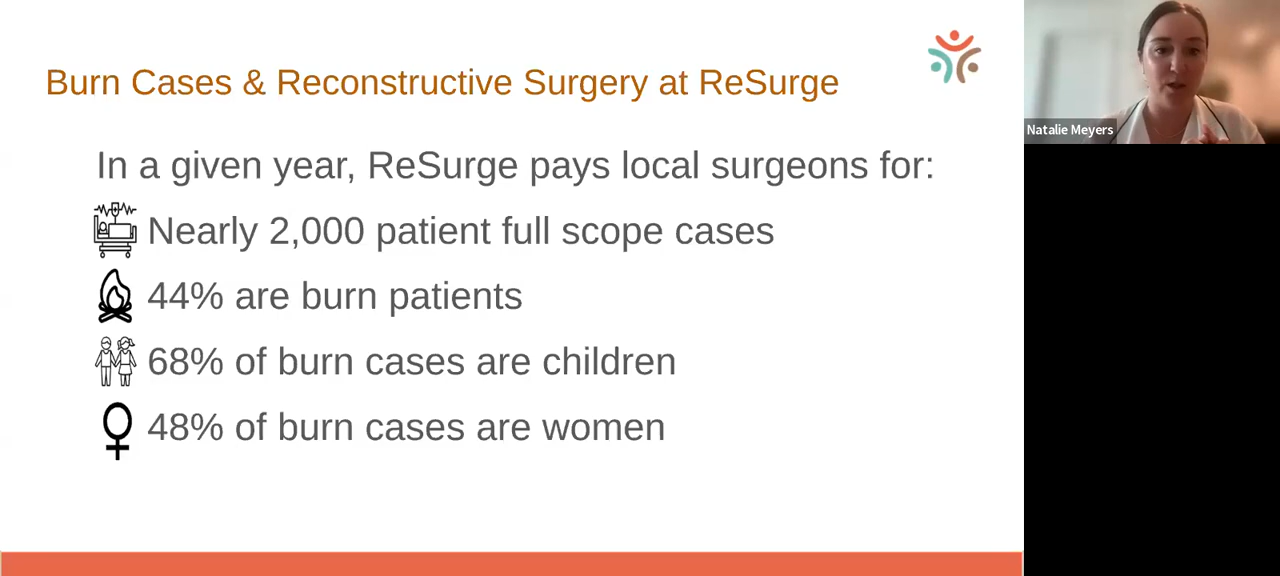 Burn Cases & Reconstructive Surgery at ReSurge
In a given year, ReSurge pays local surgeons for:
Nearly 2,000 patient full scope cases
44% are burn patients
68% of burn cases are children
48% of burn cases are women
Natalie Meyers